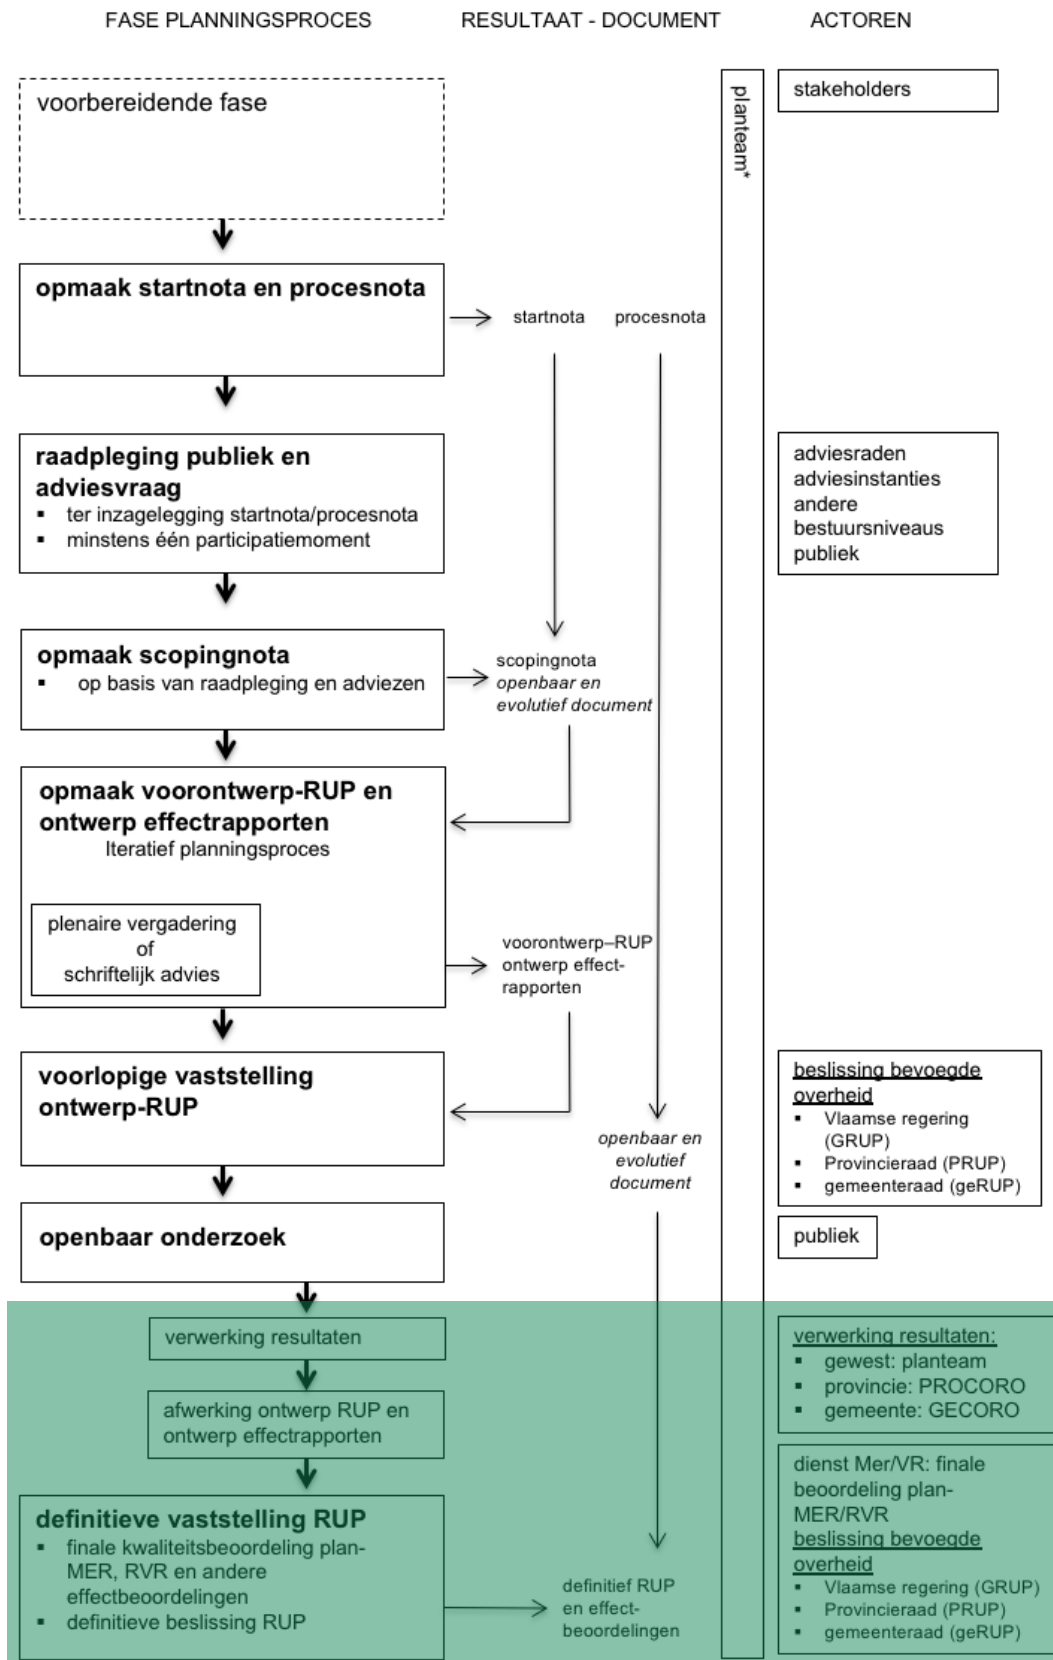 FASE PLANNINGSPROCES
RESULTAAT - DOCUMENT
ACTOREN
voorbereidende fase
planteam*
stakeholders
opmaak startnota en procesnota
startnota
procesnota
raadpleging publiek en
adviesvraag
▪ ter inzagelegging startnota/procesnota
▪ minstens één participatiemoment
adviesraden
adviesinstanties
andere
bestuursniveaus
publiek
opmaak scopingnota
▪ op basis van raadpleging en adviezen
scopingnota
openbaar en
evolutief document
opmaak voorontwerp-RUP en
ontwerp effectrapporten
Iteratief planningsproces
plenaire vergadering
of
schriftelijk advies
voorontwerp–RUP
ontwerp effect-
rapporten
voorlopige vaststelling
ontwerp-RUP
openbaar en
evolutief
document
beslissing bevoegde
overheid
▪ Vlaamse regering
(GRUP)
▪ Provincieraad (PRUP)
▪ gemeenteraad (geRUP)
openbaar onderzoek
publiek
verwerking resultaten
verwerking resultaten:
▪ gewest: planteam
▪ provincie: PROCORO
▪ gemeente: GECORO
afwerking ontwerp RUP en
ontwerp effectrapporten
definitieve vaststelling RUP
▪ finale kwaliteitsbeoordeling plan-
MER, RVR en andere
effectbeoordelingen
▪ definitieve beslissing RUP
definitief RUP
en effect-
beoordelingen
dienst Mer/VR: finale
beoordeling plan-
MER/RVR
beslissing bevoegde
overheid
▪ Vlaamse regering (GRUP)
▪ Provincieraad (PRUP)
▪ gemeenteraad (geRUP)